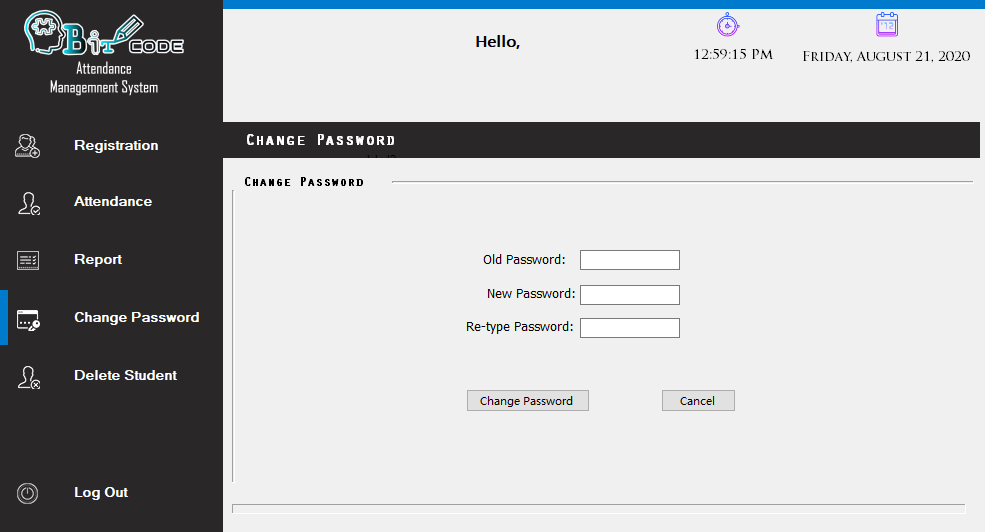 BIT CODE
Attendance
Managemnent System
Registration
Attendance
Report
Change Password
Delete Student
Log Out
Hello,
12:59:15 PM
12
Friday, August 21, 2020
Change Password
Change Password
Old Password:
New Password:
Re-type Password:
Change Password
Cancel